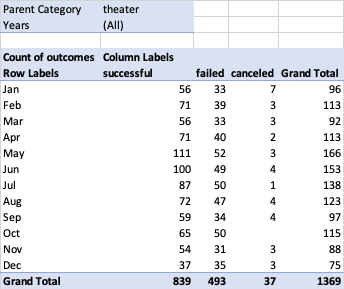 Parent Category theater
Years (All)
Count of outcomes Column Labels
Row Labels successful failed canceled Grand Total
Jan 56 33 7 96
Feb 71 39 3 113
Mar 56 33 3 92
Apr 71 40 2 113
May 111 52 3 166
Jun 100 49 4 153
Jul 87 50 1 138
Aug 72 47 4 123
Sep 59 34 4 97
Oct 65 50 115
Nov 54 31 3 88
Dec 37 35 3 75
Grand Total 839 493 37 1369